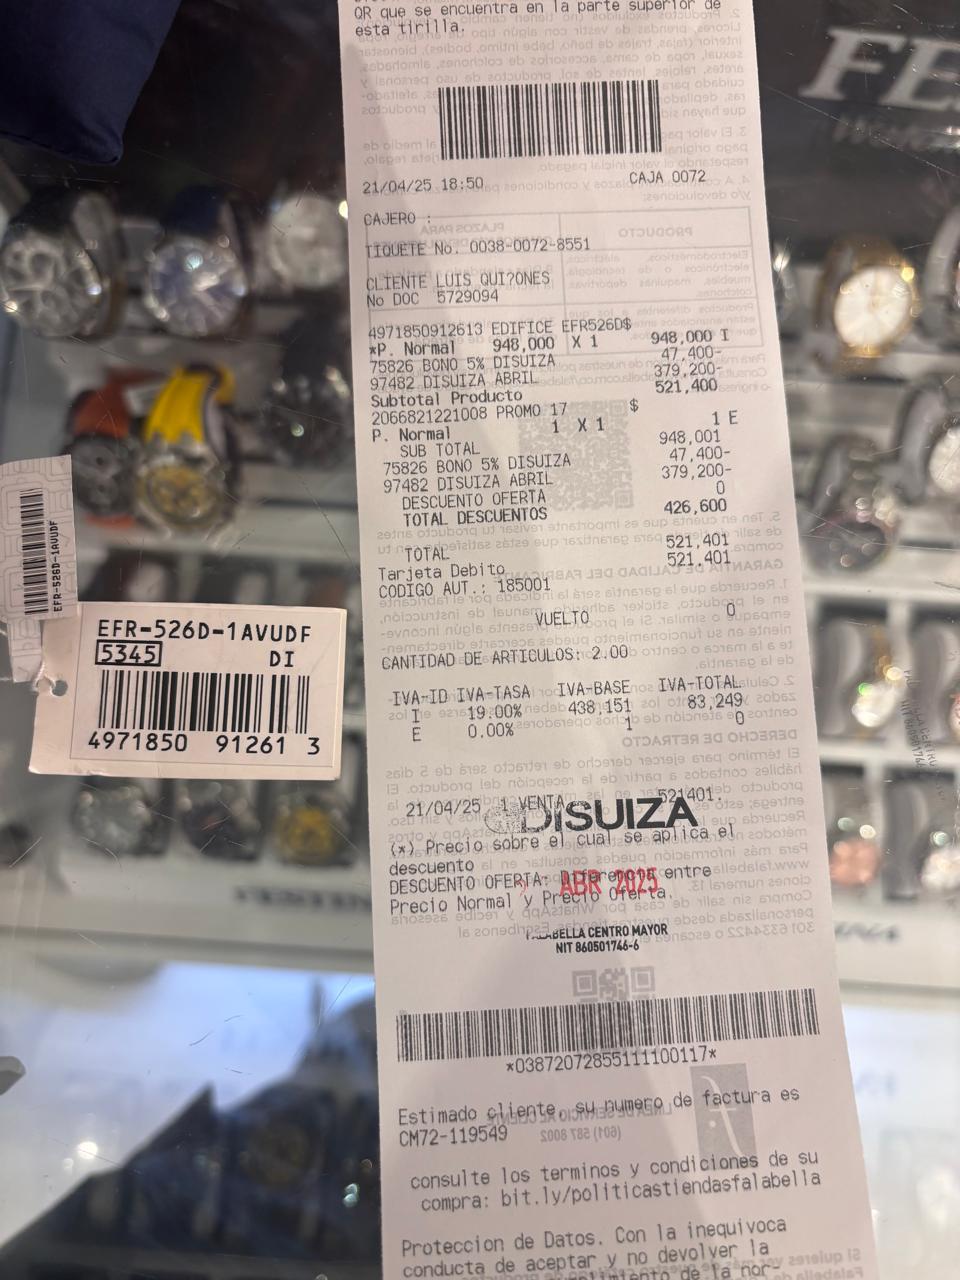 QR que se encuentra en la parte superior de
esta tirilla.
21/04/25 18:50 CAJA 0072
CAJERO :
TIQUETE No. 0038-0072-8551
CLIENTE LUIS QUI?ONES
No DOC 5729094
4971850912613 EDIFICE EFR526D$
*P. Normal 948,000 X 1 948,000 I
75826 BONO 5% DISUIZA 47,400-
97482 DISUIZA ABRIL 379,200-
Subtotal Producto 521,400
2066821221008 PROMO 17 $
P. Normal 1 X 1 1 E
SUB TOTAL 948,001
75826 BONO 5% DISUIZA 47,400-
97482 DISUIZA ABRIL 379,200-
DESCUENTO OFERTA 0
TOTAL DESCUENTOS 426,600
TOTAL 521,401
Tarjeta Debito 521,401
CODIGO AUT.: 185001
VUELTO 0
CANTIDAD DE ARTICULOS: 2.00
IVA-ID IVA-TASA IVA-BASE IVA-TOTAL
I 19.00% 438,151 83,249
E 0.00% 1 0
21/04/25 1 VENTA 521401.
DISUIZA
(*) Precio sobre el cual se aplica el
descuento
DESCUENTO OFERTA: Diferencia entre
Precio Normal y Precio Oferta.
ABR 2025
FALABELLA CENTRO MAYOR
NIT 860501746-6
*03872072855111100117*
Estimado cliente, su numero de factura es
CM72-119549
consulte los terminos y condiciones de su
compra: bit.ly/politicastiendasfalabella
Proteccion de Datos. Con la inequivoca
conducta de aceptar y no devolver la
EFR-526D-1AVUDF
5345 DI
4971850 91261 3
EFR-526D-1AVUDF